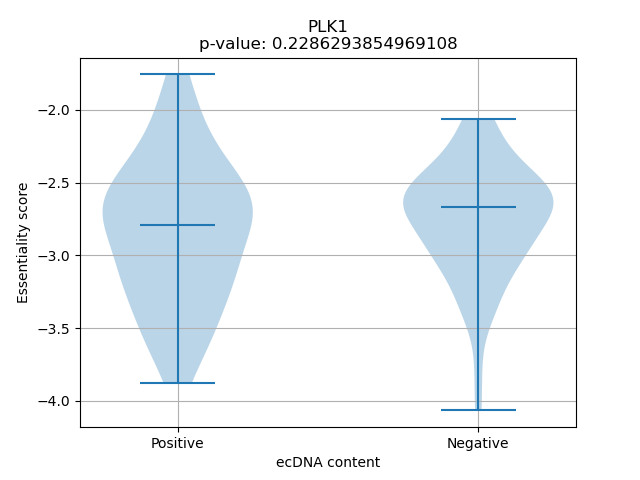 PLK1
p-value: 0.2286293854969108
−2.0
−2.5
−3.0
−3.5
−4.0
Essentiality score
Positive
Negative
ecDNA content